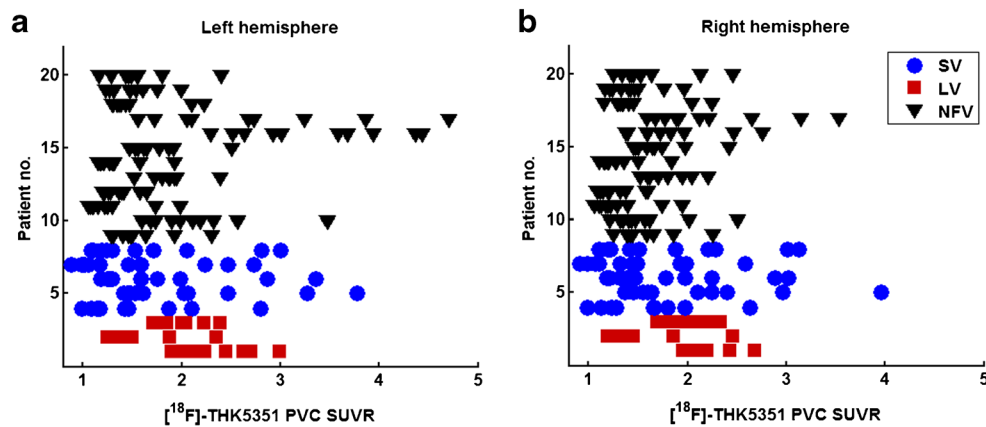 a
Left hemisphere
Patient no.
20
15
10
5
1
2
3
4
5
[18F]-THK5351 PVC SUVR
b
Right hemisphere
Patient no.
20
15
10
5
1
2
3
4
5
[18F]-THK5351 PVC SUVR
SV
LV
NFV